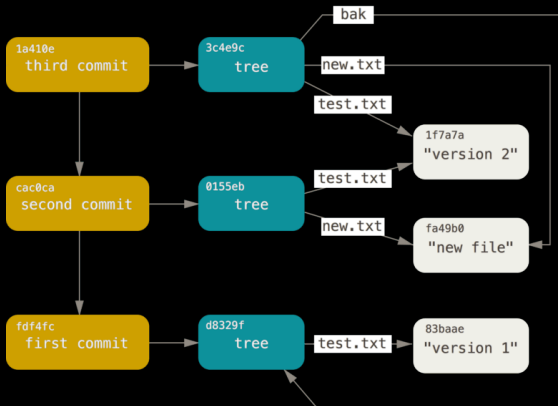 bak
1a410e
third commit
3c4e9c
tree
new.txt
test.txt
1f7a7a
"version 2"
cac0ca
second commit
0155eb
tree
test.txt
new.txt
fa49b0
"new file"
fdf4fc
first commit
d8329f
tree
test.txt
83baae
"version 1"